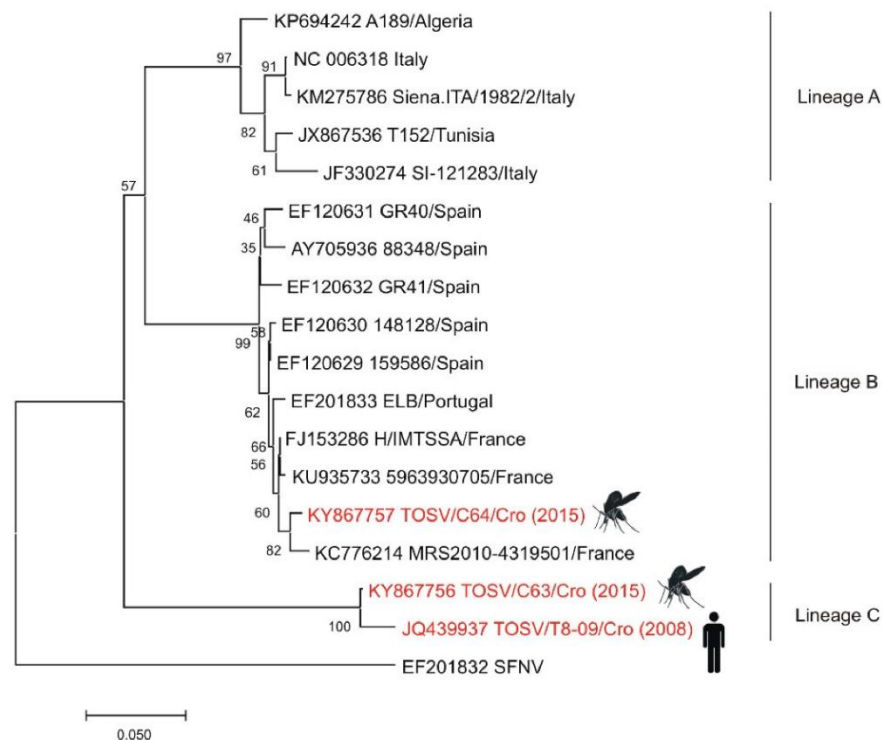 KP694242 A189/Algeria
97
NC 006318 Italy
91
KM275786 Siena.ITA/1982/2/Italy
Lineage A
JX867536 T152/Tunisia
82
JF330274 SI-121283/Italy
61
57
EF120631 GR40/Spain
46
AY705936 88348/Spain
35
EF120632 GR41/Spain
EF120630 148128/Spain
58
99
EF120629 159586/Spain
Lineage B
EF201833 ELB/Portugal
62
FJ153286 H/IMTSSA/France
66
56
KU935733 5963930705/France
KY867757 TOSV/C64/Cro (2015)
60
KC776214 MRS2010-4319501/France
82
KY867756 TOSV/C63/Cro (2015)
Lineage C
JQ439937 TOSV/T8-09/Cro (2008)
100
EF201832 SFNV
0.050